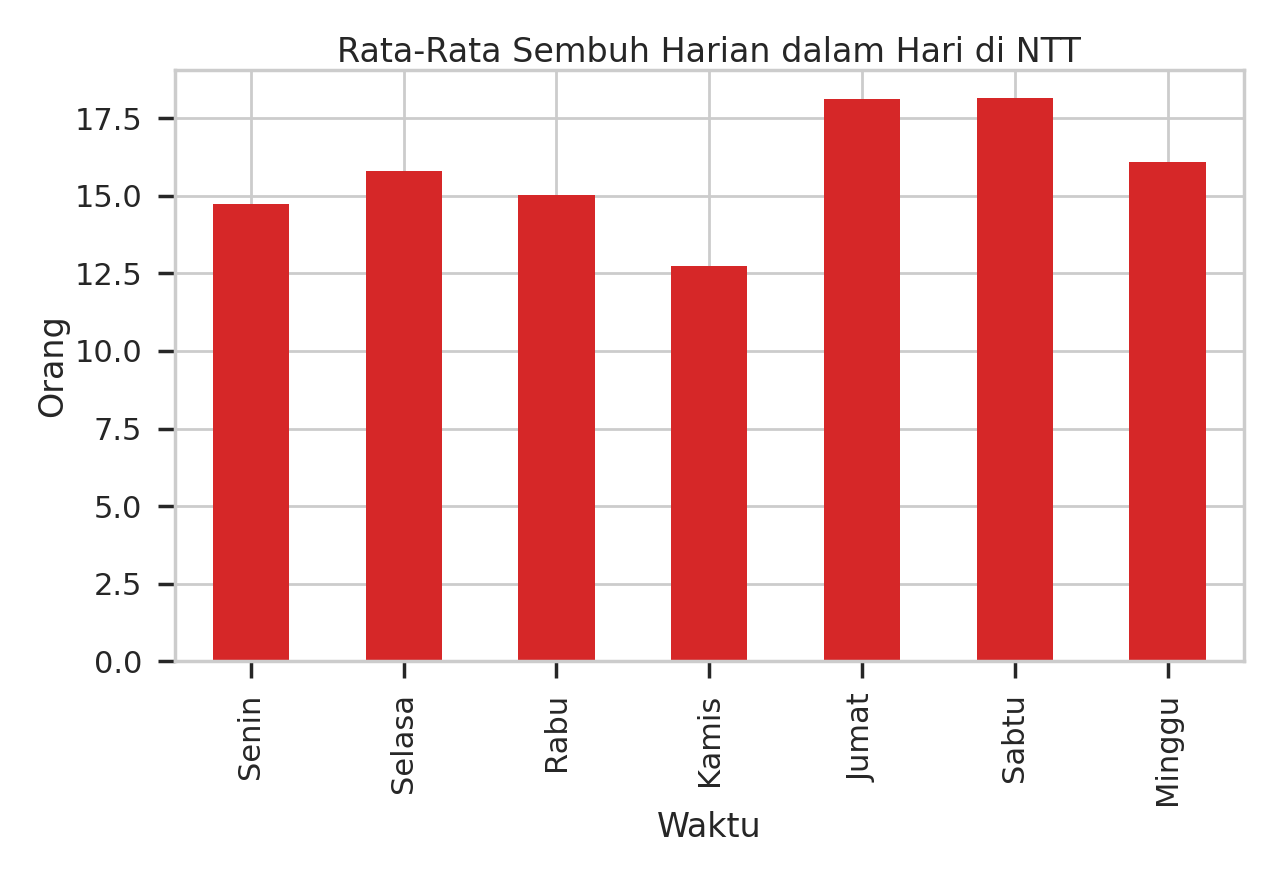 Rata-Rata Sembuh Harian dalam Hari di NTT
17.5
15.0
12.5
10.0
7.5
5.0
2.5
0.0
Orang
Senin
Selasa
Rabu
Kamis
Jumat
Sabtu
Minggu
Waktu